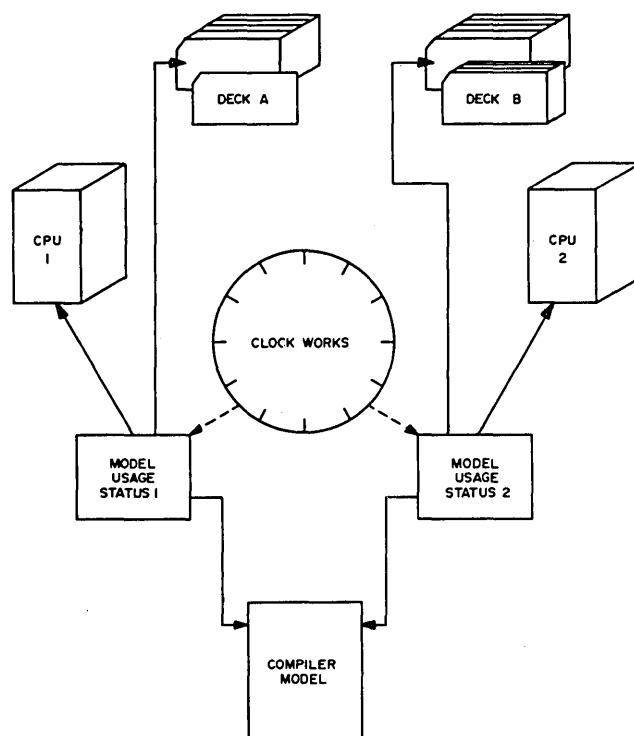 DECK A
DECK B
CPU
1
CPU
2
CLOCK WORKS
MODEL
USAGE
STATUS 1
MODEL
USAGE
STATUS 2
COMPILER
MODEL